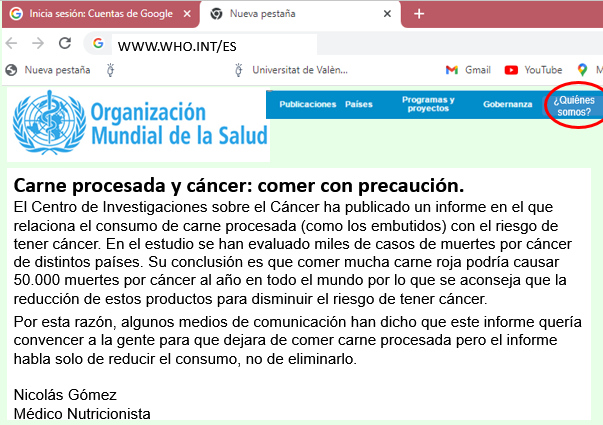 Inicia sesión: Cuentas de Google
Nueva pestaña
WWW.WHO.INT/ES
Nueva pestaña
Universitat de Valèn...
Gmail
YouTube
M
Organización
Mundial de la Salud
Publicaciones
Países
Programas y
proyectos
Gobernanza
¿Quiénes
somos?
Carne procesada y cáncer: comer con precaución.
El Centro de Investigaciones sobre el Cáncer ha publicado un informe en el que
relaciona el consumo de carne procesada (como los embutidos) con el riesgo de
tener cáncer. En el estudio se han evaluado miles de casos de muertes por cáncer
de distintos países. Su conclusión es que comer mucha carne roja podría causar
50.000 muertes por cáncer al año en todo el mundo por lo que se aconseja que la
reducción de estos productos para disminuir el riesgo de tener cáncer.
Por esta razón, algunos medios de comunicación han dicho que este informe quería
convencer a la gente para que dejara de comer carne procesada pero el informe
habla solo de reducir el consumo, no de eliminarlo.
Nicolás Gómez
Médico Nutricionista